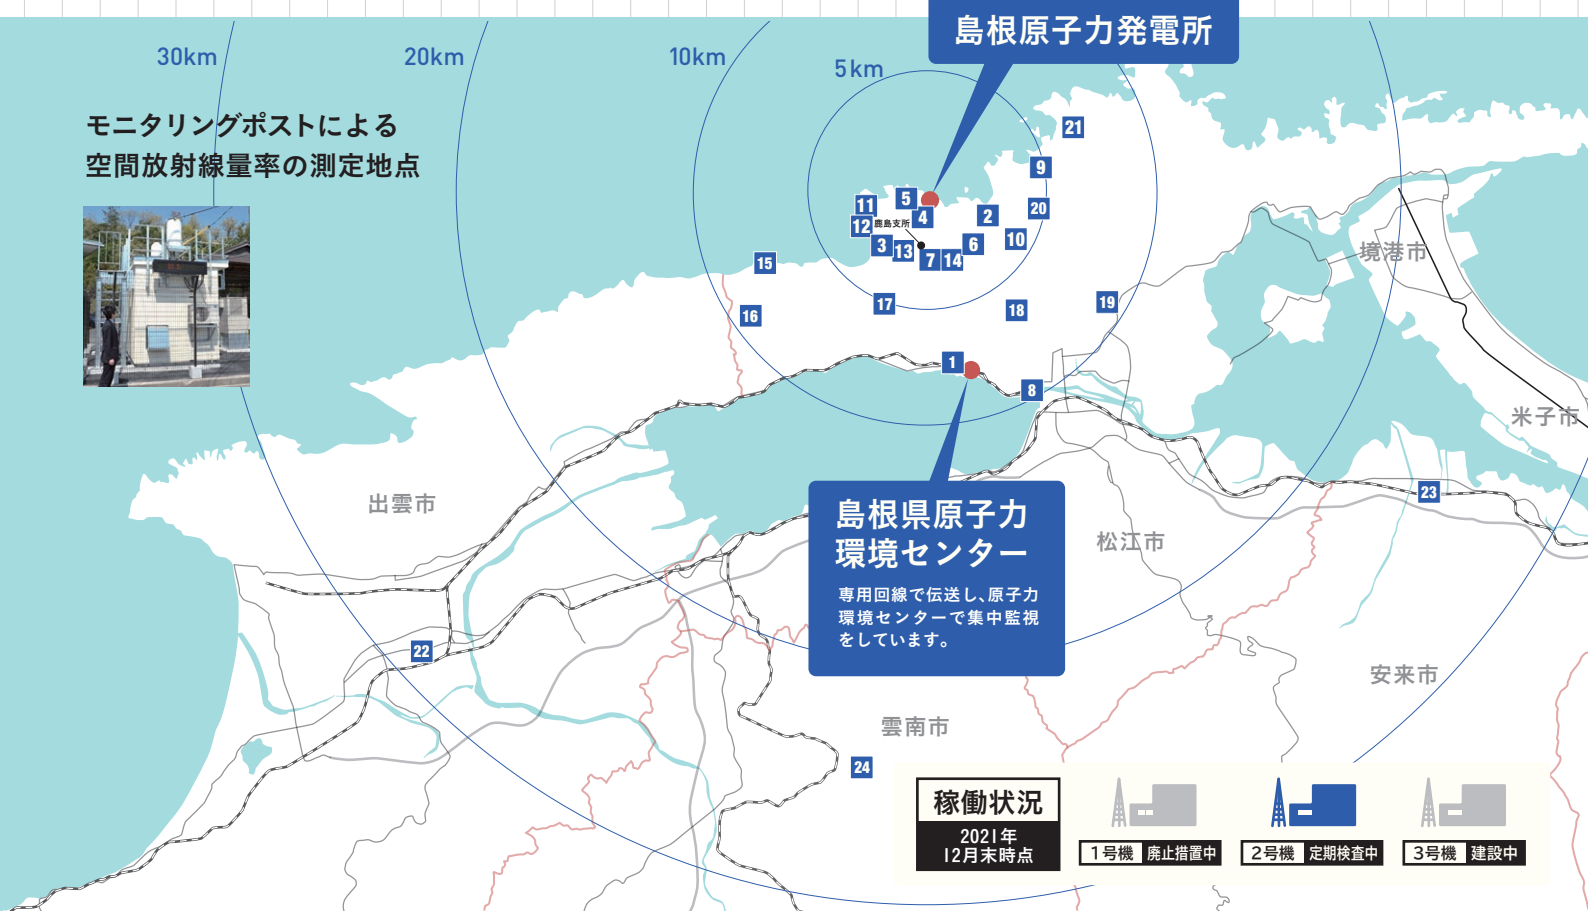 島根原子力発電所
30km
20km
10km
5km
モニタリングポストによる
空間放射線量率の測定地点
21
9
5
11
4
2
20
12
鹿島支所
3
13
7
14
6
10
15
16
17
18
19
1
8
境港市
米子市
出雲市
島根県原子力
環境センター
専用回線で伝送し、原子力
環境センターで集中監視
をしています。
松江市
23
22
安来市
雲南市
24
稼働状況
2021年
12月末時点
1号機 廃止措置中
2号機 定期検査中
3号機 建設中